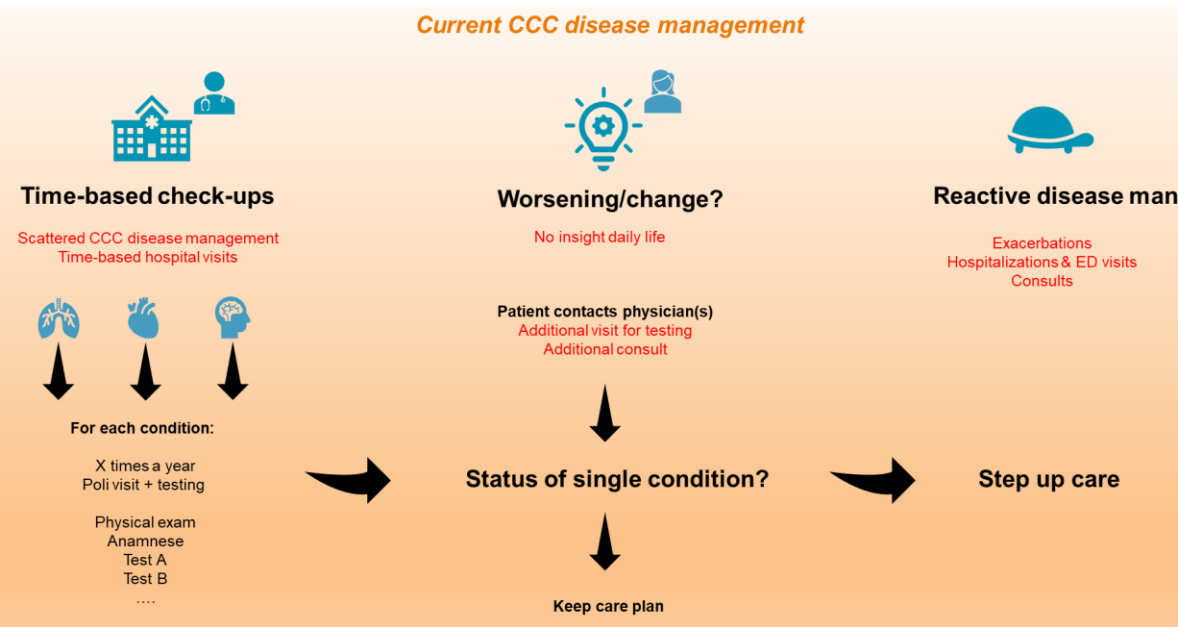 Current CCC disease management
Time-based check-ups
Scattered CCC disease management
Time-based hospital visits
For each condition:
X times a year
Poli visit + testing
Physical exam
Anamnese
Test A
Test B
....
Worsening/change?
No insight daily life
Patient contacts physician(s)
Additional visit for testing
Additional consult
Status of single condition?
Keep care plan
Reactive disease man
Exacerbations
Hospitalizations & ED visits
Consults
Step up care